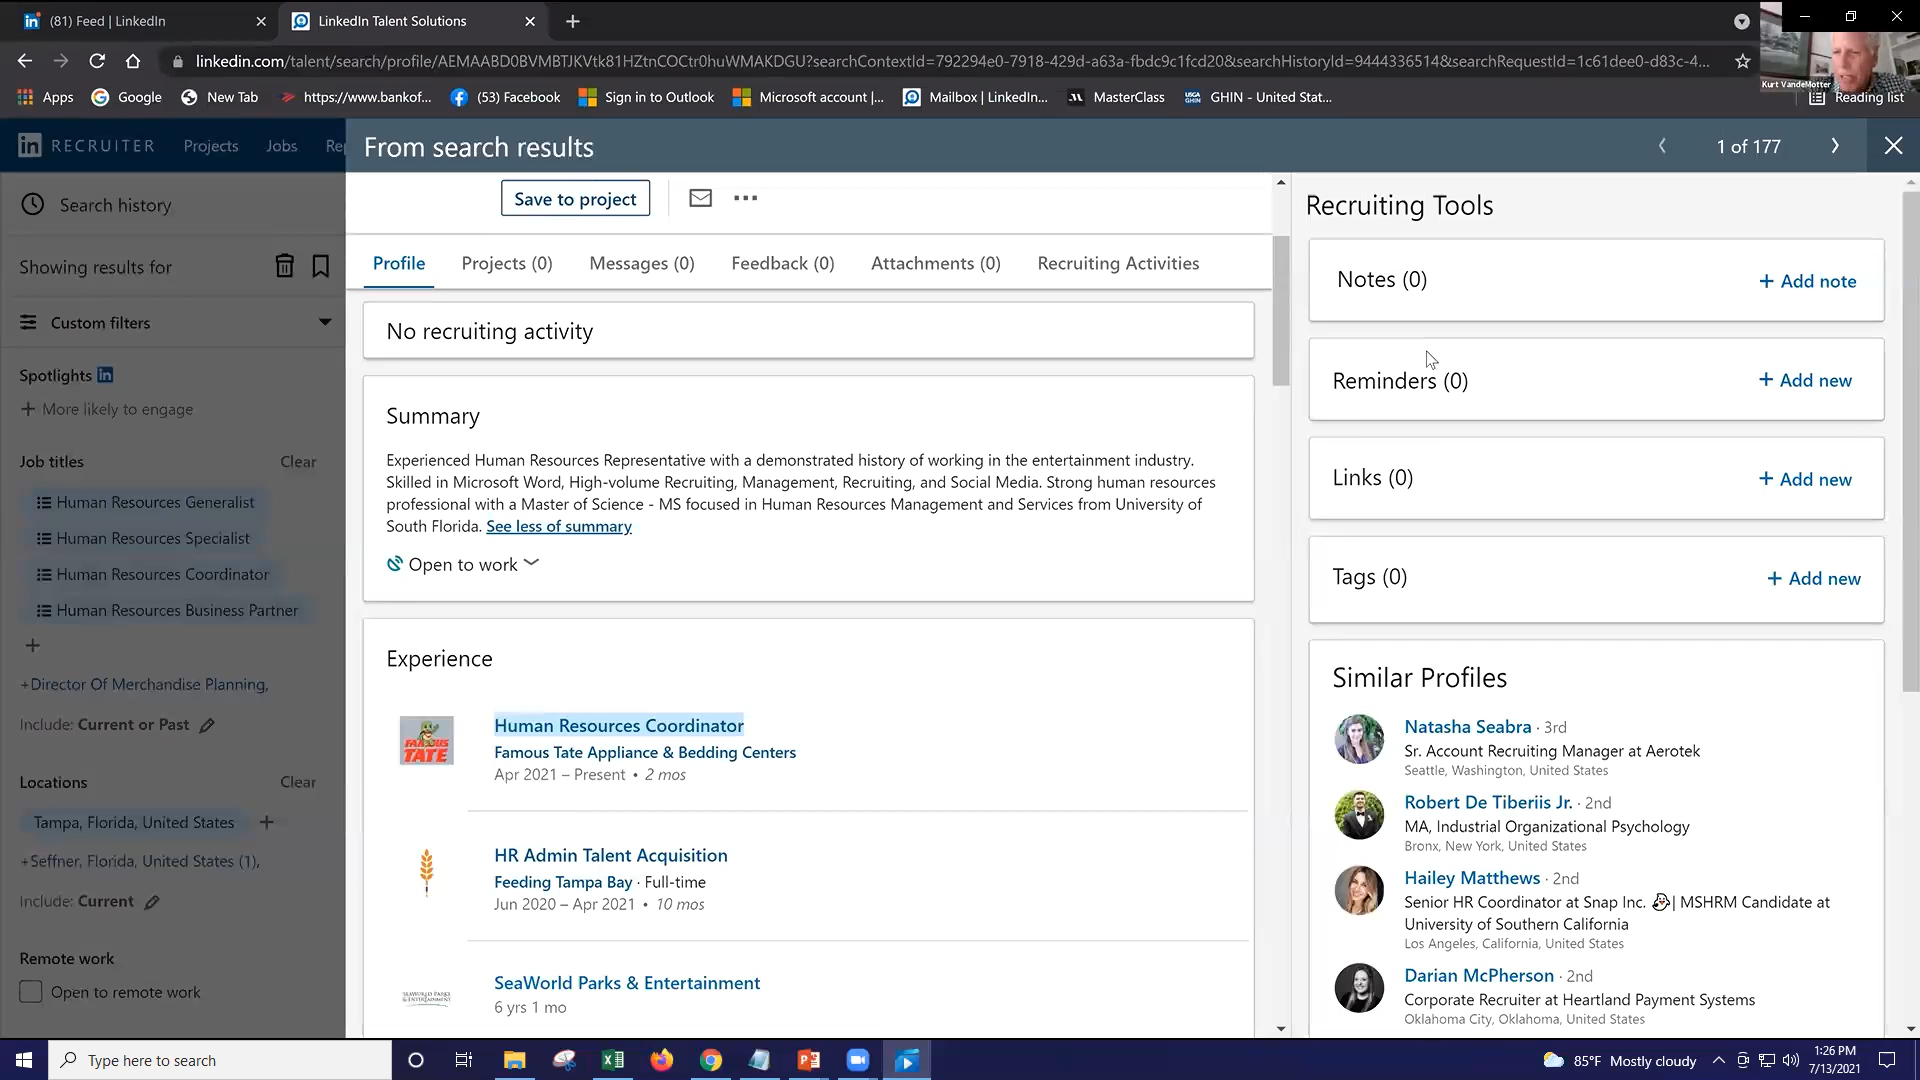 (81) Feed | LinkedIn
LinkedIn Talent Solutions
linkedin.com/talent/search/profile/AEMAABD0BVMBTJKVtk81HZtnCOCtr0huWMAKDGU?searchContextId=792294e0-7918-429d-a63a-fbdc9c1fcd20&searchHistoryId=9444336514&searchRequestId=1c61dee0-d83c-4...
Kurt VandeMotter
Apps
Google
New Tab
https://www.bankof...
(53) Facebook
Sign in to Outlook
Microsoft account |...
Mailbox | LinkedIn...
MasterClass
GHIN - United Stat...
Reading list
in RECRUITER
Projects
Jobs
Rep
From search results
1 of 177
Search history
Showing results for
Custom filters
Spotlights in
+ More likely to engage
Job titles
Clear
Human Resources Generalist
Human Resources Specialist
Human Resources Coordinator
Human Resources Business Partner
+
+Director Of Merchandise Planning,
Include: Current or Past
Locations
Clear
Tampa, Florida, United States +
+Seffner, Florida, United States (1),
Include: Current
Remote work
Open to remote work
Save to project
Profile
Projects (0)
Messages (0)
Feedback (0)
Attachments (0)
Recruiting Activities
No recruiting activity
Summary
Experienced Human Resources Representative with a demonstrated history of working in the entertainment industry.
Skilled in Microsoft Word, High-volume Recruiting, Management, Recruiting, and Social Media. Strong human resources
professional with a Master of Science - MS focused in Human Resources Management and Services from University of
South Florida. See less of summary
Open to work
Experience
FAMOUS
TATE
Human Resources Coordinator
Famous Tate Appliance & Bedding Centers
Apr 2021 – Present • 2 mos
HR Admin Talent Acquisition
Feeding Tampa Bay · Full-time
Jun 2020 – Apr 2021 • 10 mos
SEAWORLD PARKS
& ENTERTAINMENT
SeaWorld Parks & Entertainment
6 yrs 1 mo
Recruiting Tools
Notes (0)
+ Add note
Reminders (0)
+ Add new
Links (0)
+ Add new
Tags (0)
+ Add new
Similar Profiles
Natasha Seabra · 3rd
Sr. Account Recruiting Manager at Aerotek
Seattle, Washington, United States
Robert De Tiberiis Jr. · 2nd
MA, Industrial Organizational Psychology
Bronx, New York, United States
Hailey Matthews · 2nd
Senior HR Coordinator at Snap Inc. 👻| MSHRM Candidate at
University of Southern California
Los Angeles, California, United States
Darian McPherson · 2nd
Corporate Recruiter at Heartland Payment Systems
Oklahoma City, Oklahoma, United States
Type here to search
85°F Mostly cloudy
1:26 PM
7/13/2021